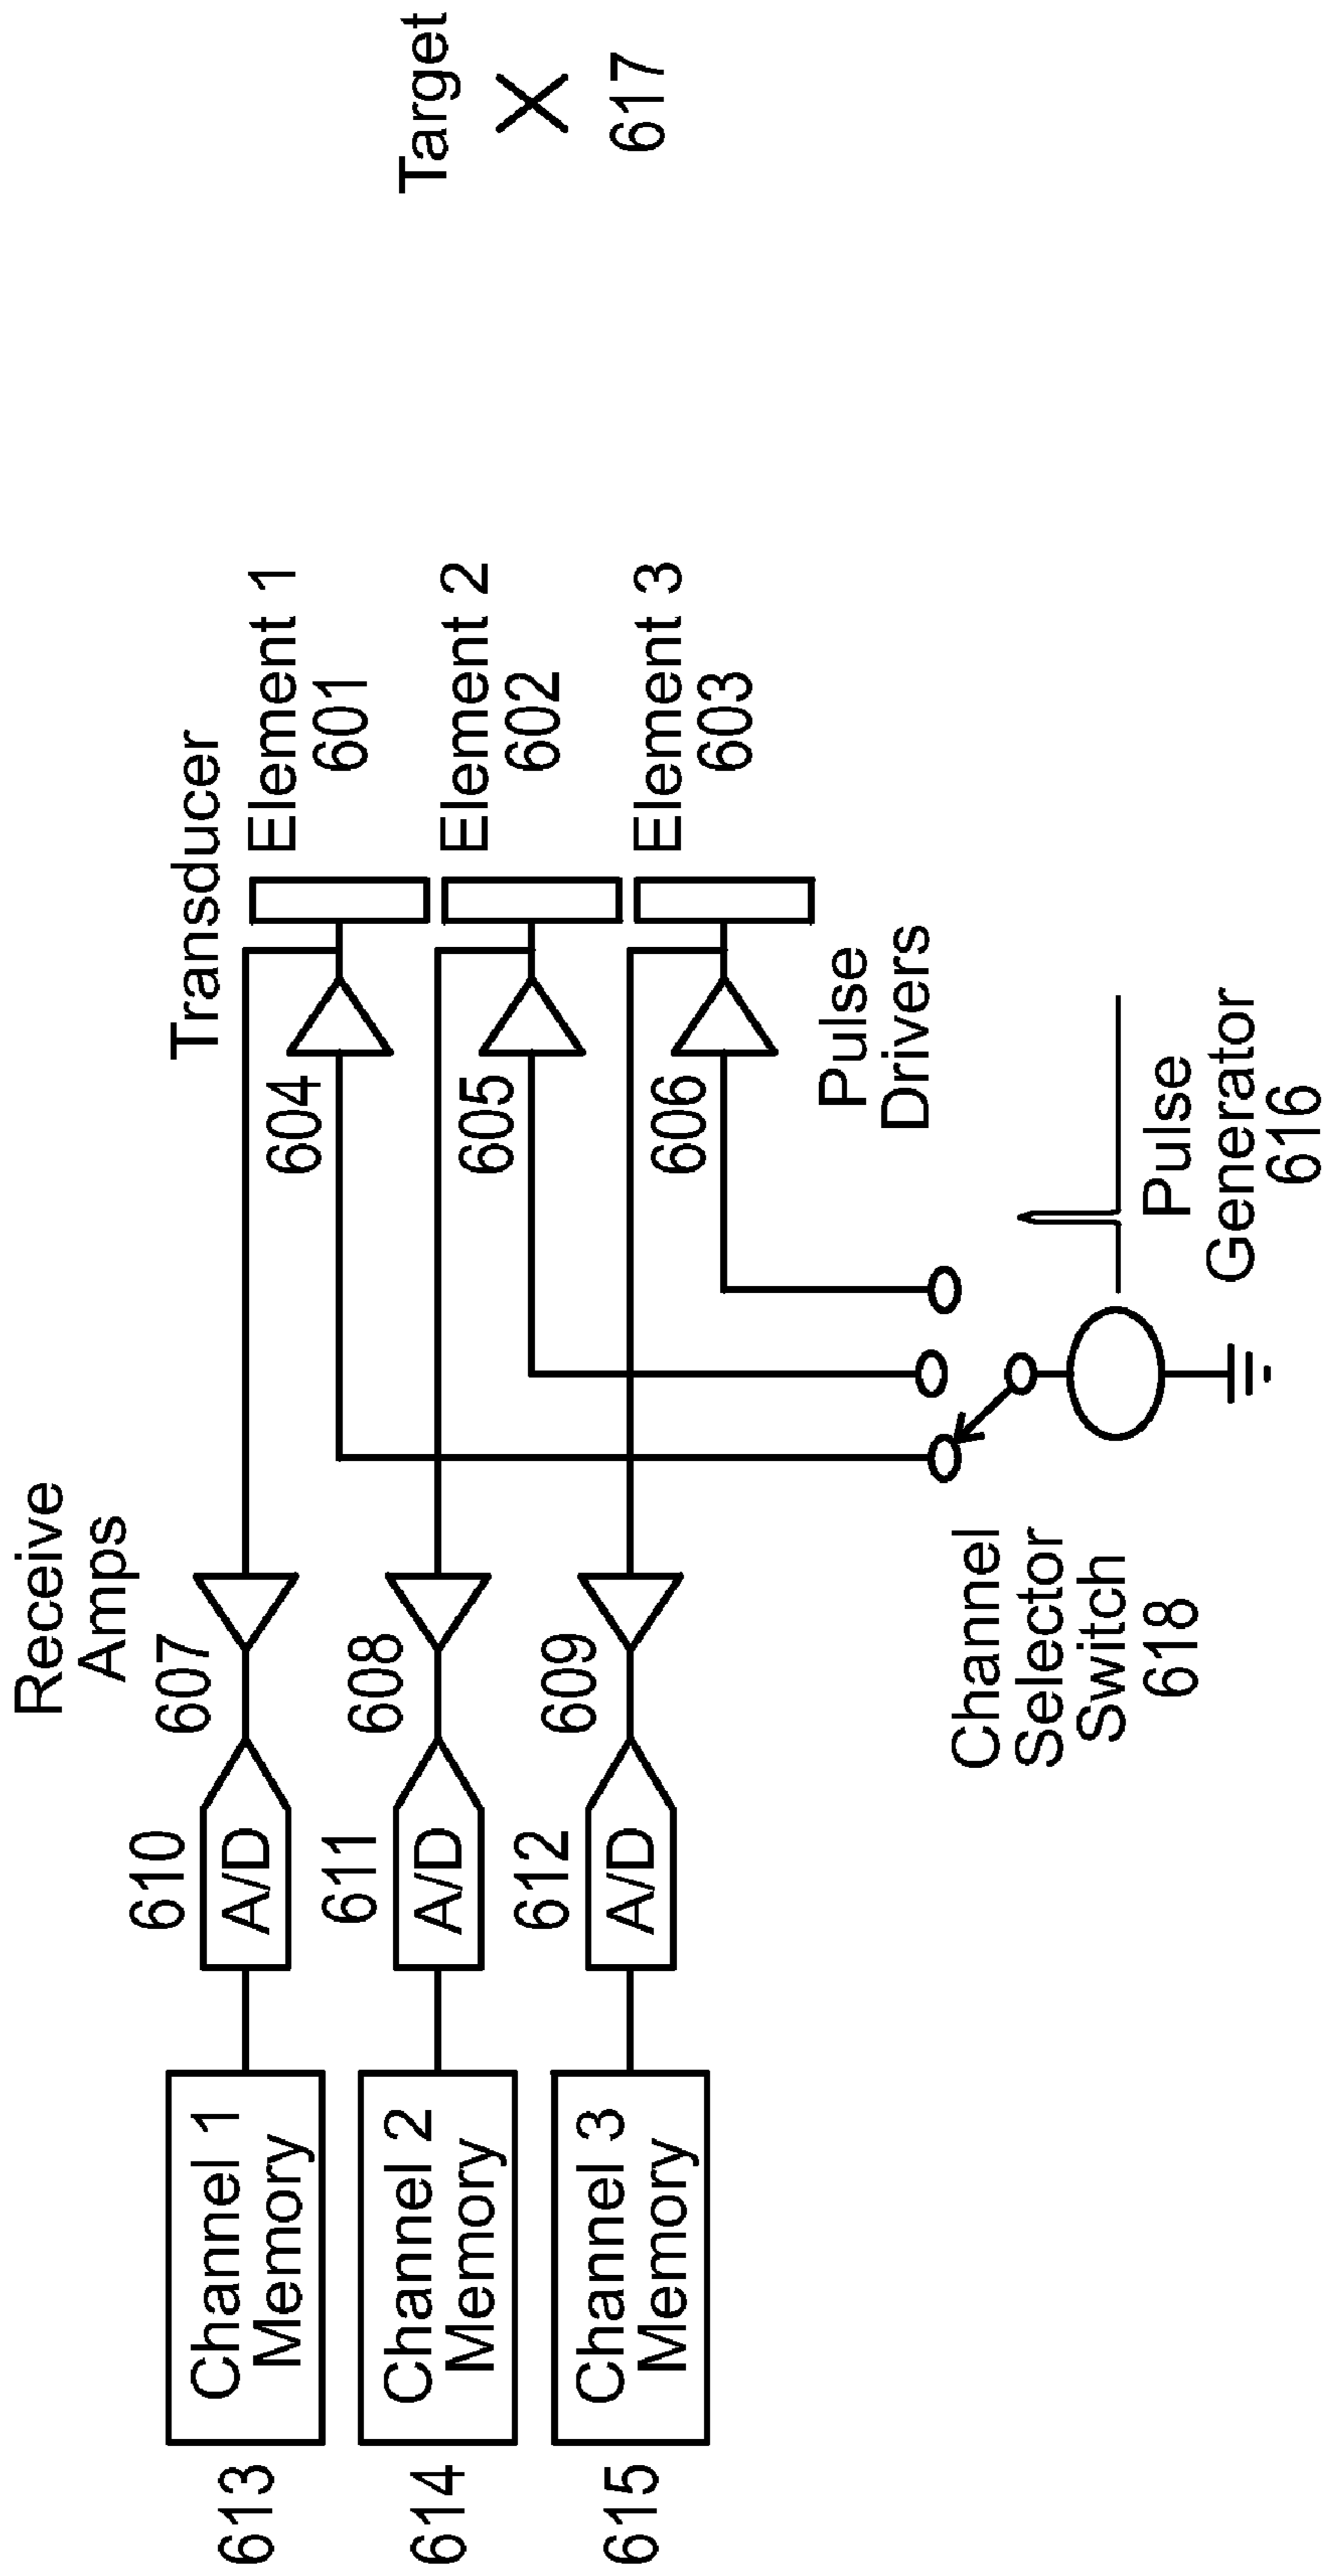 Receive
Amps
Transducer
Target
X
617
613
Channel 1
Memory
610
A/D
607
604
Element 1
601
614
Channel 2
Memory
611
A/D
608
605
Element 2
602
615
Channel 3
Memory
612
A/D
609
606
Element 3
603
Pulse
Drivers
Channel
Selector
Switch
618
Pulse
Generator
616